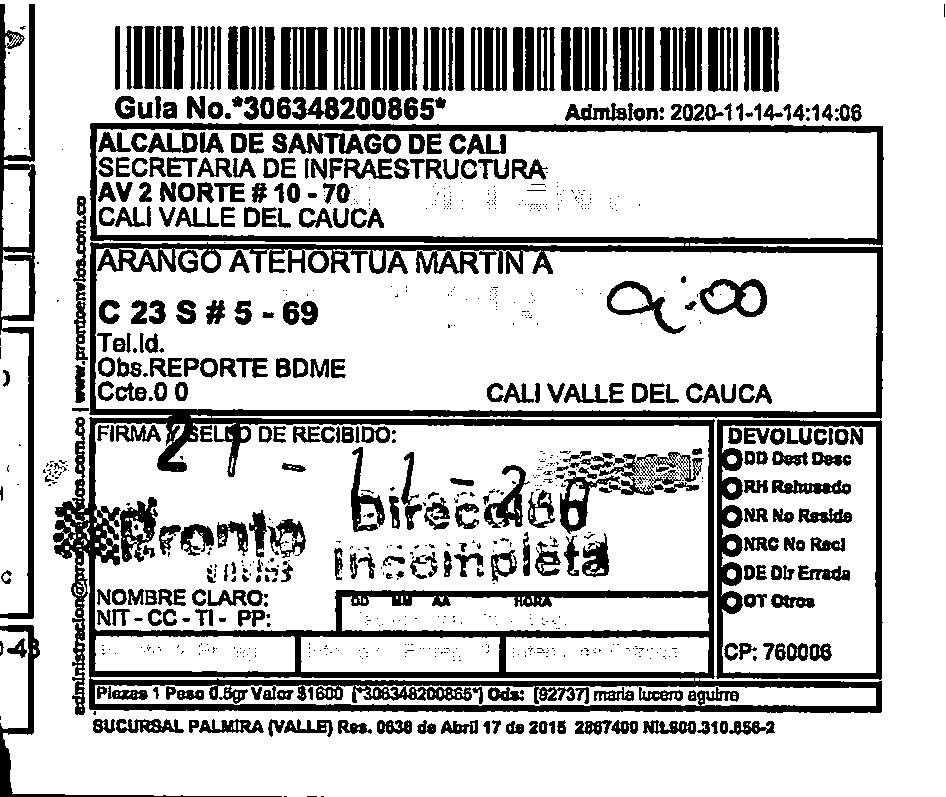 Guia No.*306348200865*
Admision: 2020-11-14-14:14:06
ALCALDIA DE SANTIAGO DE CALI
SECRETARIA DE INFRAESTRUCTURA
AV 2 NORTE # 10 - 70
CALI VALLE DEL CAUCA
ARANGO ATEHORTUA MARTIN A
9:00
C 23 S # 5 - 69
Tel.Id.
Obs.REPORTE BDME
Ccte.0 0
CALI VALLE DEL CAUCA
administracion@prontoenvios.com.co | www.prontoenvios.com.co
FIRMA Y SELLO DE RECIBIDO:
21-11-20
Pronto
envios
Direccion
incompleta
NOMBRE CLARO:
NIT - CC - TI - PP:
DD MM AA HORA
DEVOLUCION
DD Dest Desc
RH Rehusado
NR No Reside
NRC No Recl
DE Dir Errada
OT Otros
CP: 760006
Piezas 1 Peso 0.6gr Valor $1600 (*306348200865*) Ods: [92737] maria lucero aguirre
SUCURSAL PALMIRA (VALLE) Res. 0638 de Abril 17 de 2015 2867400 Nit.900.310.856-2